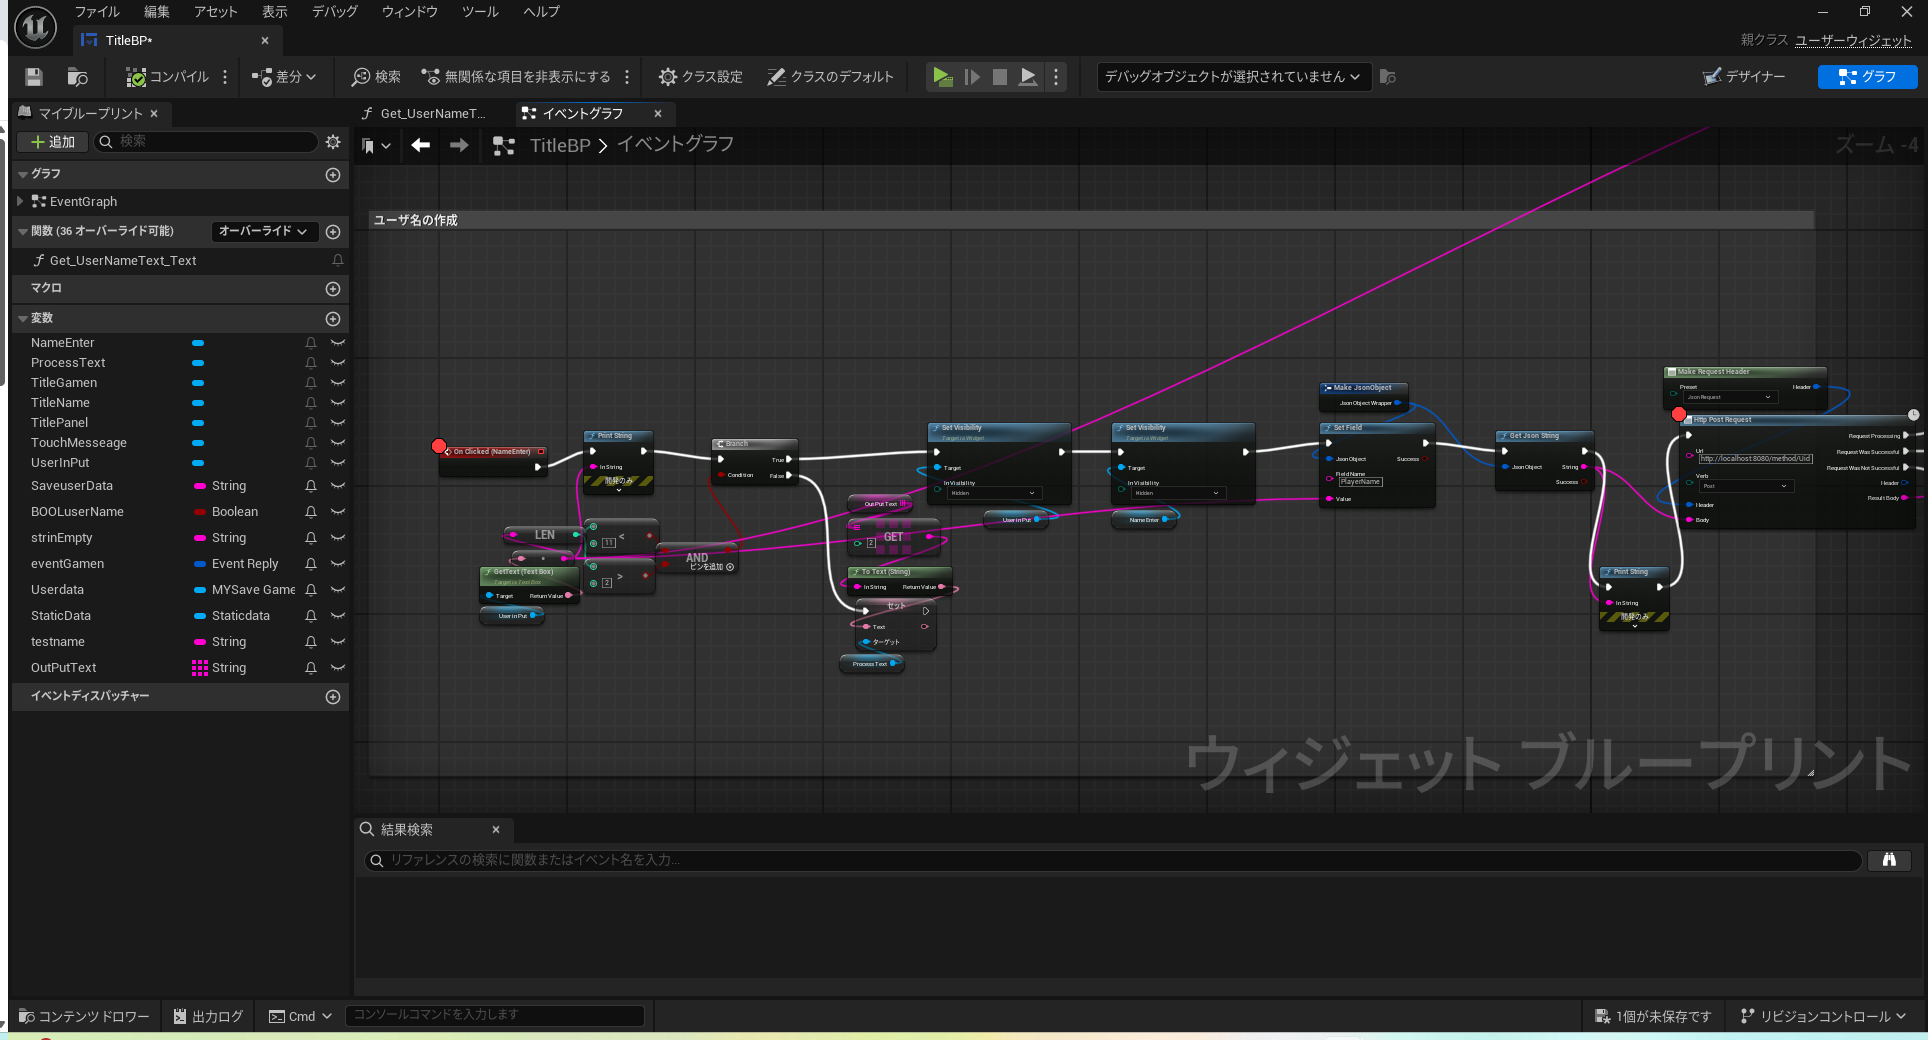 ファイル 編集 アセット 表示 デバッグ ウィンドウ ツール ヘルプ
TitleBP*
親クラス ユーザーウィジェット
コンパイル 差分 検索 無関係な項目を非表示にする クラス設定 クラスのデフォルト デバッグオブジェクトが選択されていません デザイナー グラフ
マイブループリント
Get_UserNameT... イベントグラフ
追加 検索
TitleBP > イベントグラフ
ズーム -4
グラフ
EventGraph
関数 (36 オーバーライド可能) オーバーライド
Get_UserNameText_Text
マクロ
変数
NameEnter
ProcessText
TitleGamen
TitleName
TitlePanel
TouchMesseage
UserInPut
SaveuserData String
BOOLuserName Boolean
strinEmpty String
eventGamen Event Reply
Userdata MYSave Game
StaticData Staticdata
testname String
OutPutText String
イベントディスパッチャー
ユーザ名の作成
On Clicked (NameEnter)
Print String
In String
開発のみ
Branch
True
Condition False
LEN
11 <
2 >
AND
ピンを追加
GetText (Text Box)
Target is Text Box
Target Return Value
User in Put
Out Put Text
2 GET
To Text (String)
In String Return Value
セット
Text
ターゲット
Process Text
Set Visibility
Target is Widget
Target
In Visibility
Hidden
User in Put
Set Visibility
Target is Widget
Target
In Visibility
Hidden
Name Enter
Make JsonObject
Json Object Wrapper
Set Field
Json Object Success
Field Name
PlayerName
Value
Get Json String
Json Object String
Success
Print String
In String
開発のみ
Make Request Header
Preset Header
Json Request
Http Post Request
Request Processing
Url Request Was Successful
http://localhost:8080/method/Uid
Request Was Not Successful
Verb
Post
Header
Result Body
Header
Body
ウィジェット ブループリント
結果検索
リファレンスの検索に関数またはイベント名を入力...
コンテンツ ドロワー 出力ログ Cmd コンソールコマンドを入力します 1個が未保存です リビジョンコントロール